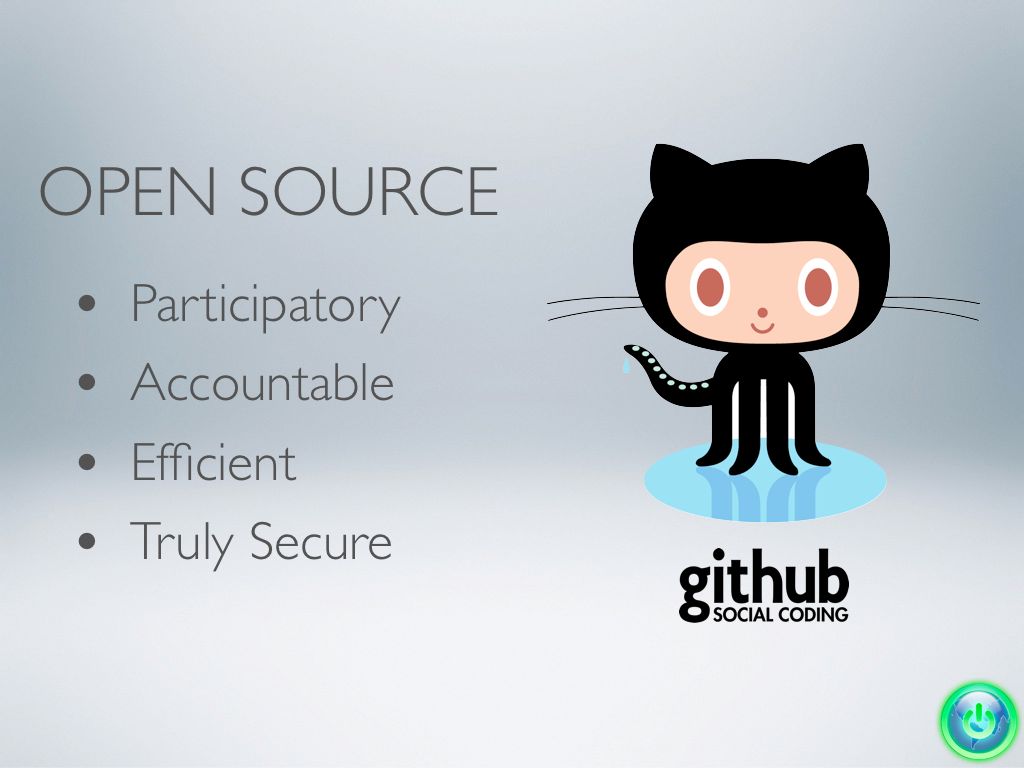 OPEN SOURCE
• Participatory
• Accountable
• Efficient
• Truly Secure
github
SOCIAL CODING